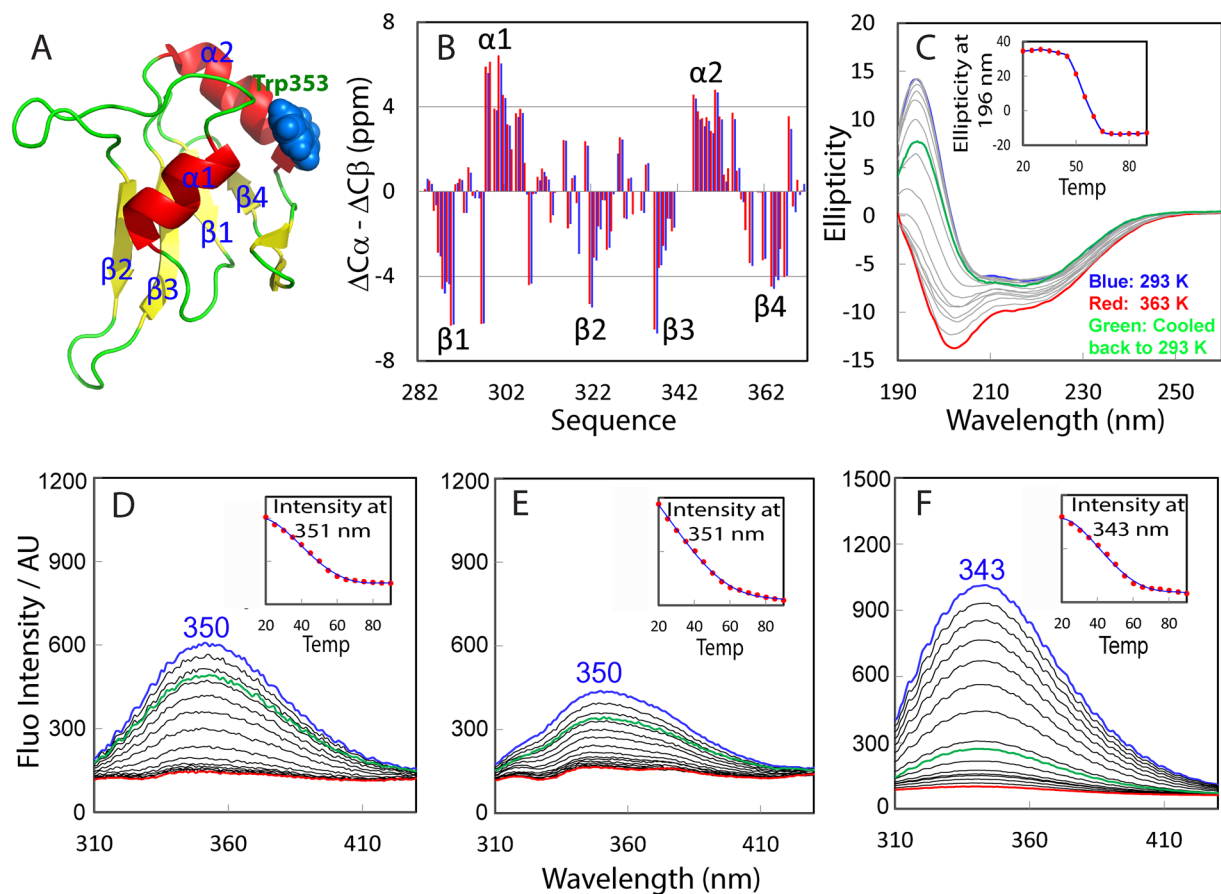 A
α2
Trp353
α1
β4
β1
β2
β3
B
ΔCα - ΔCβ (ppm)
8
4
0
-4
-8
α1
α2
β1
β2
β3
β4
282
302
322
342
362
Sequence
C
Ellipticity
20
15
10
5
0
-5
-10
-15
Ellipticity at
196 nm
40
20
0
-20
20
40
60
80
Temp
Blue: 293 K
Red: 363 K
Green: Cooled
back to 293 K
190
210
230
250
Wavelength (nm)
D
Fluo Intensity / AU
1200
900
600
300
0
350
Intensity at
351 nm
20 40 60 80
Temp
310
360
410
E
1200
900
600
300
0
350
Intensity at
351 nm
20 40 60 80
Temp
310
360
410
F
1500
1200
900
600
300
0
343
Intensity at
343 nm
20 40 60 80
Temp
310
360
410
Wavelength (nm)